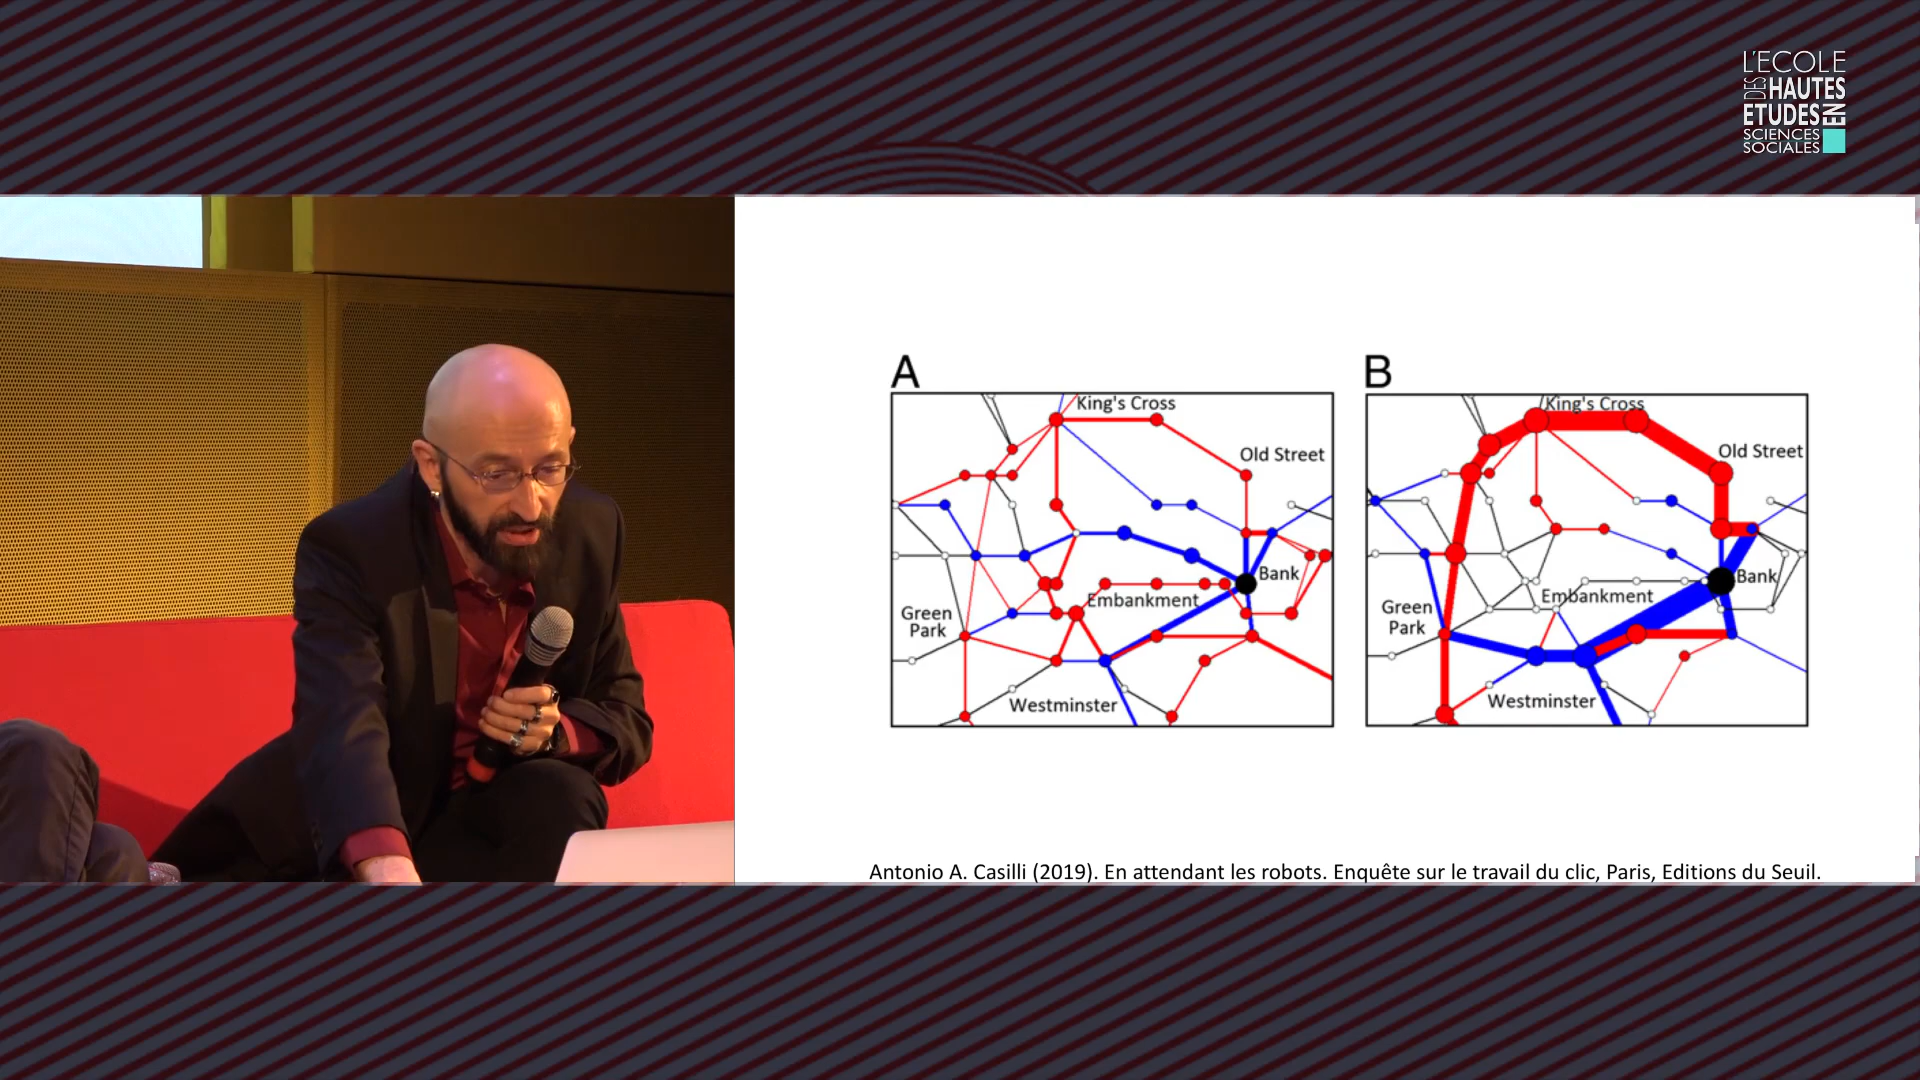 L'ECOLE
DES HAUTES
ETUDES EN
SCIENCES
SOCIALES
A
King's Cross
Old Street
Bank
Embankment
Green
Park
Westminster
B
King's Cross
Old Street
Bank
Embankment
Green
Park
Westminster
Antonio A. Casilli (2019). En attendant les robots. Enquête sur le travail du clic, Paris, Editions du Seuil.